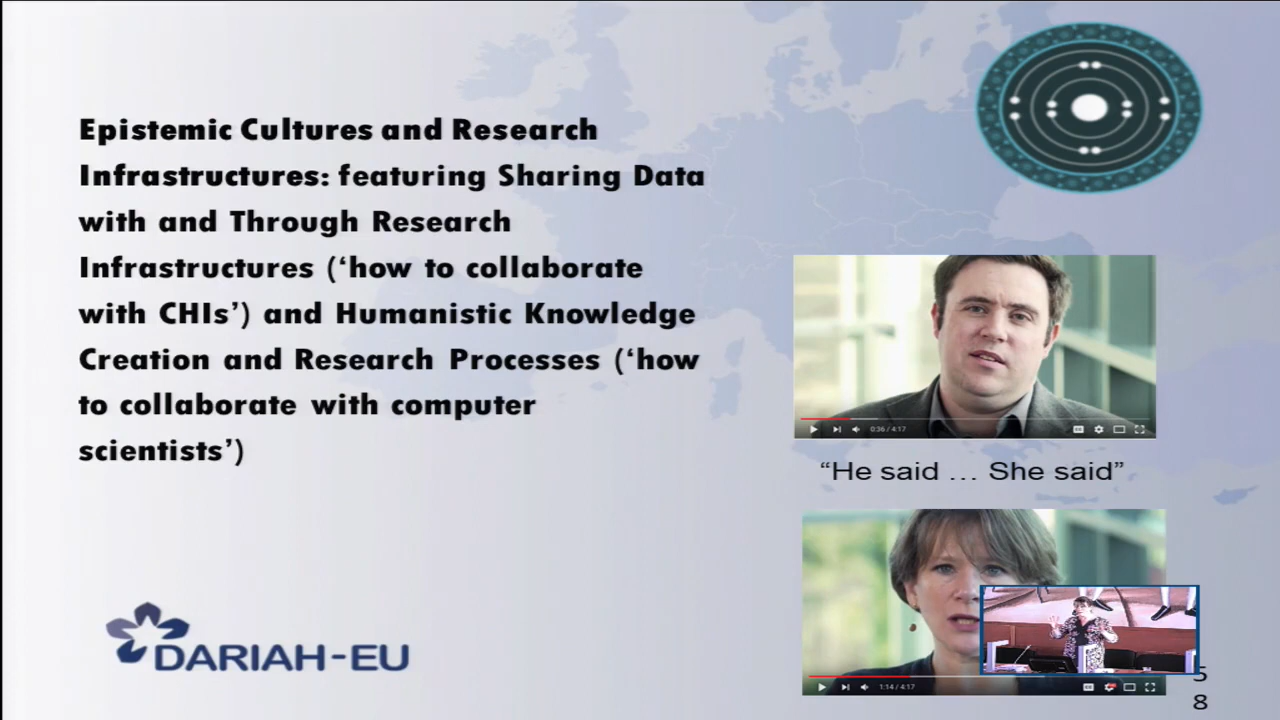 Epistemic Cultures and Research
Infrastructures: featuring Sharing Data
with and Through Research
Infrastructures (‘how to collaborate
with CHIs’) and Humanistic Knowledge
Creation and Research Processes (‘how
to collaborate with computer
scientists’)
0:36 / 4:17
“He said … She said”
1:14 / 4:17
DARIAH-EU
5
8